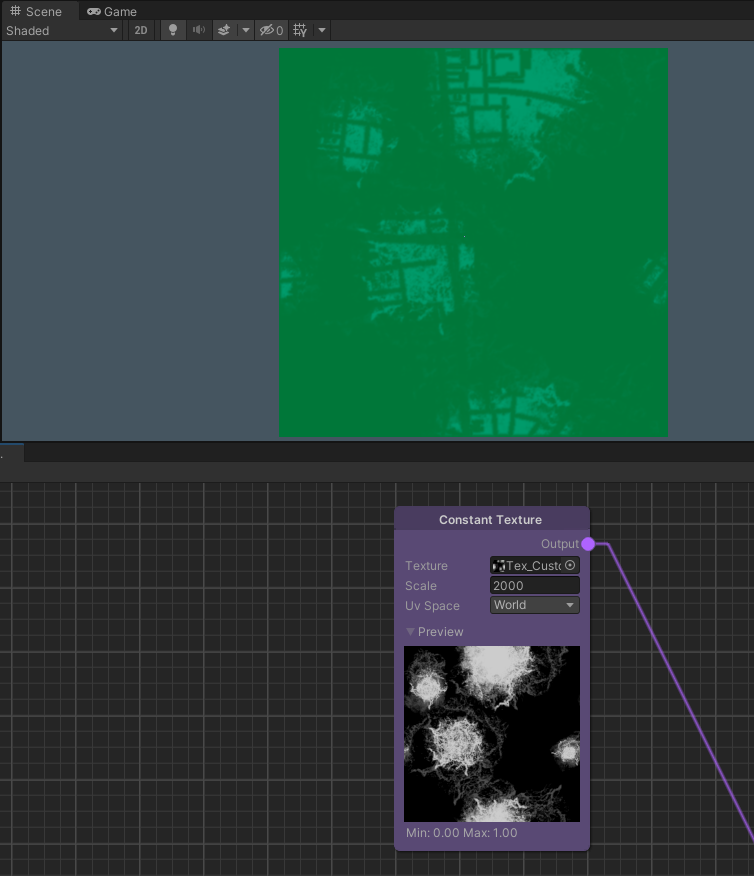 Scene Game
Shaded 2D 0
.
Constant Texture
Output
Texture Tex_Custo
Scale 2000
Uv Space World
Preview
Min: 0.00 Max: 1.00